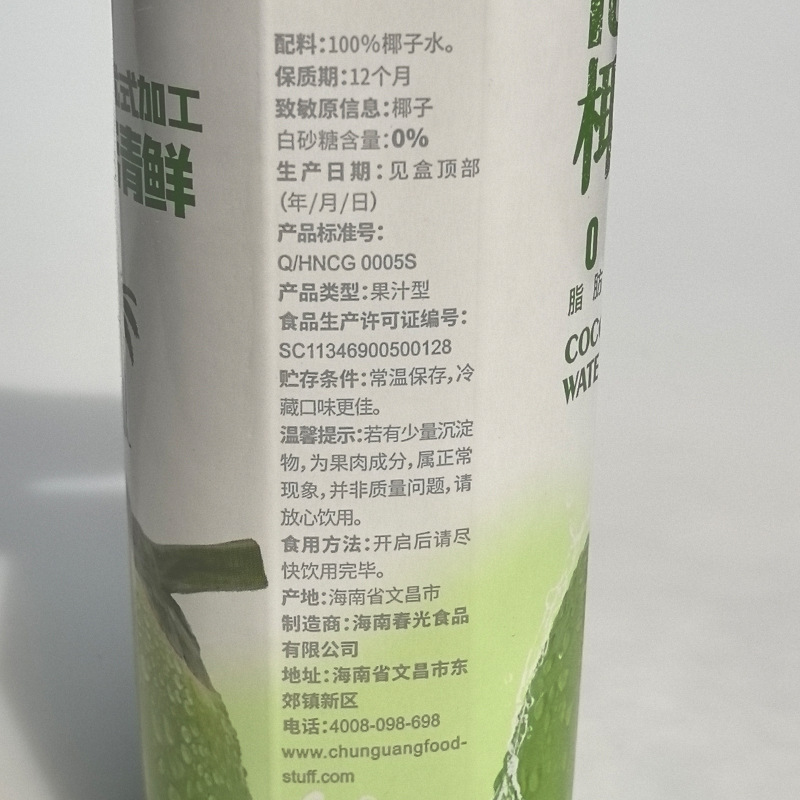 式加工
清鲜
配料：100%椰子水。
保质期：12个月
致敏原信息：椰子
白砂糖含量：0%
生产日期：见盒顶部
（年/月/日）
产品标准号：
Q/HNCG 0005S
产品类型：果汁型
食品生产许可证编号：
SC11346900500128
贮存条件：常温保存，冷
藏口味更佳。
温馨提示：若有少量沉淀
物，为果肉成分，属正常
现象，并非质量问题，请
放心饮用。
食用方法：开启后请尽
快饮用完毕。
产地：海南省文昌市
制造商：海南春光食品
有限公司
地址：海南省文昌市东
郊镇新区
电话：4008-098-698
www.chunguangfood-
stuff.com
椰
0
脂肪
COCO
WATE